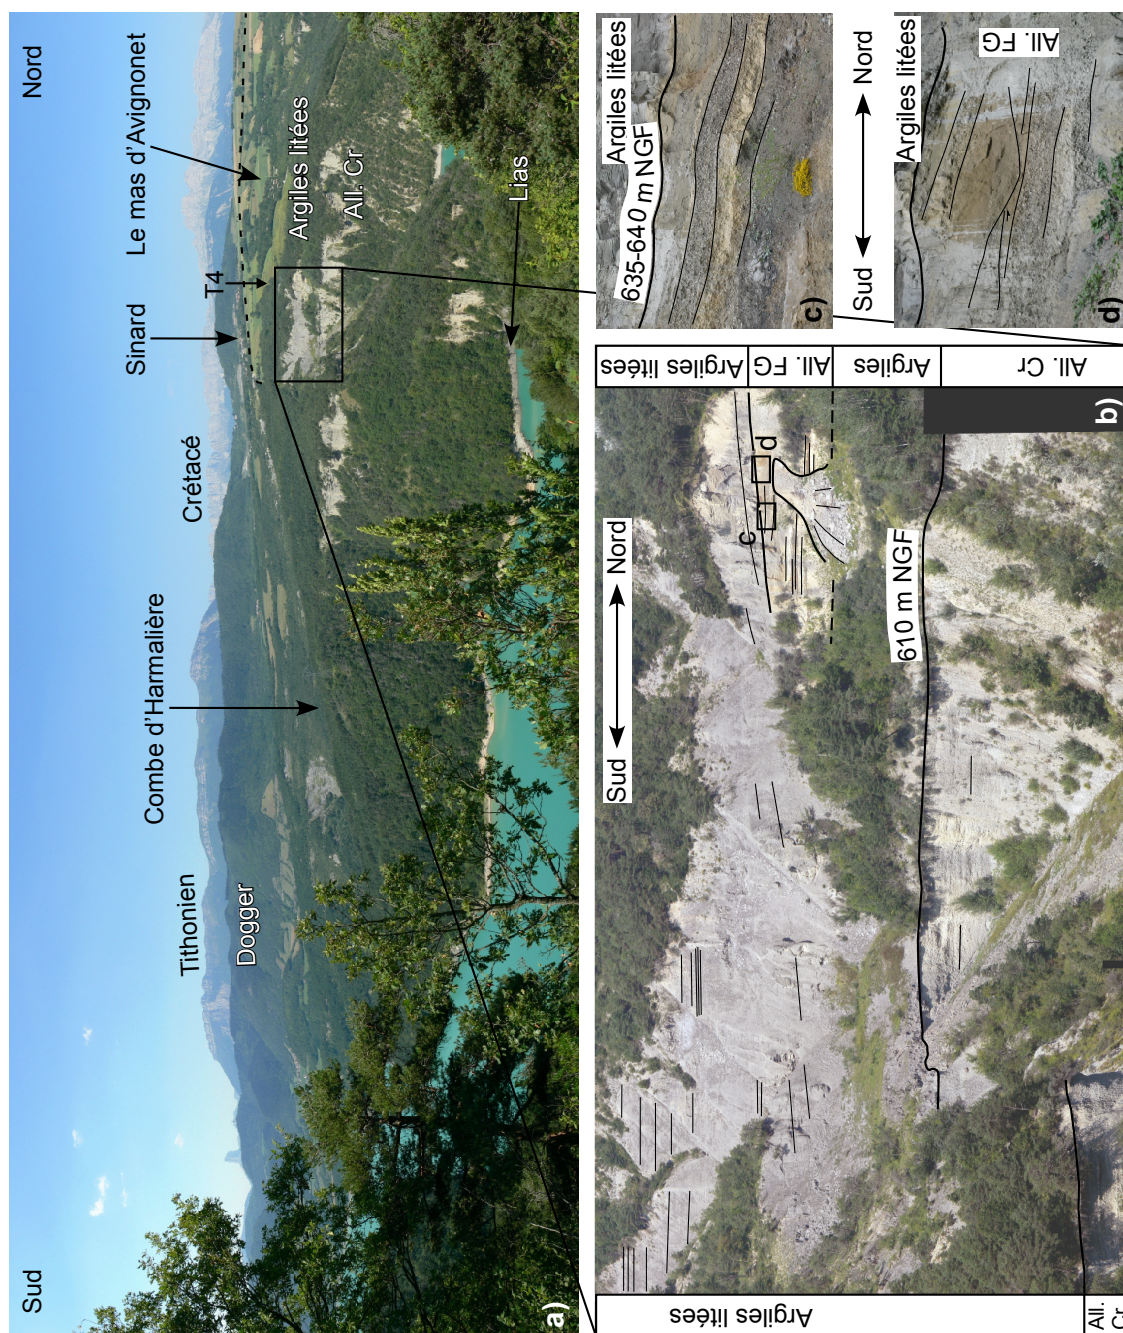 Sud
Nord
Tithonien
Combe d'Harmalière
Crétacé
Sinard
Le mas d'Avignonet
T4
Dogger
Argiles litées
All. Cr
Lias
a)
Sud
Nord
c
d
610 m NGF
Argiles litées
All.
Cr
Argiles litées
All. FG
Argiles
All. Cr
b)
Argiles litées
635-640 m NGF
c)
Sud
Nord
Argiles litées
All. FG
d)